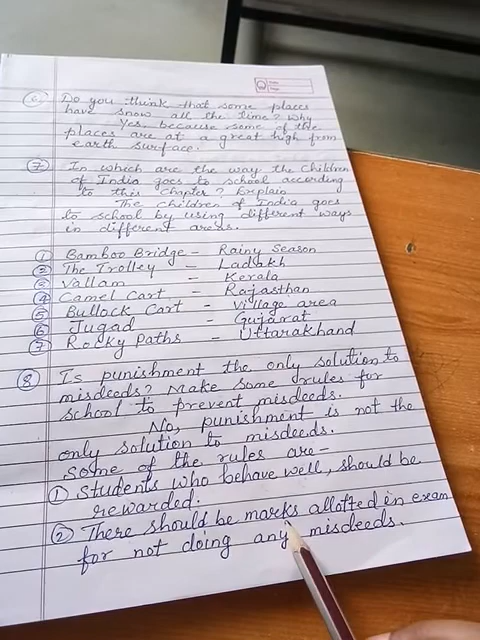 ⑥ Do you think that some places
have snow all the time? Why
Yes because some of the
places are at a great high from
earth surface.
⑦ In which are the way the children
of India goes to school according
to this Chapter? Explain
The children of India goes
to school by using different ways
in different areas.
① Bamboo Bridge - Rainy Season
② The Trolley - Ladakh
③ Vallam - Kerala
④ Camel Cart - Rajasthan
⑤ Bullock Cart - Village area
⑥ Jugad - Gujarat
⑦ Rocky Paths - Uttarakhand
⑧ Is punishment the only solution to
misdeeds? Make some rules for
school to prevent misdeeds.
No, punishment is not the
only solution to misdeeds.
Some of the rules are-
① Students who behave well, should be
rewarded.
② There should be marks allotted in exam
for not doing any misdeeds.